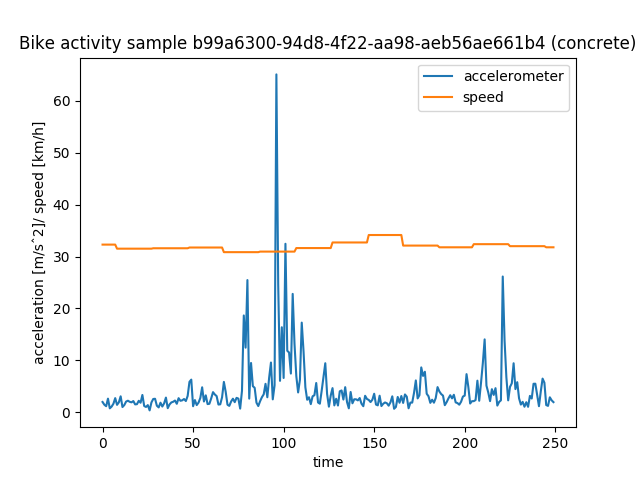 Bike activity sample b99a6300-94d8-4f22-aa98-aeb56ae661b4 (concrete)
accelerometer
speed
acceleration [m/s^2]/ speed [km/h]
60
50
40
30
20
10
0
0
50
100
150
200
250
time